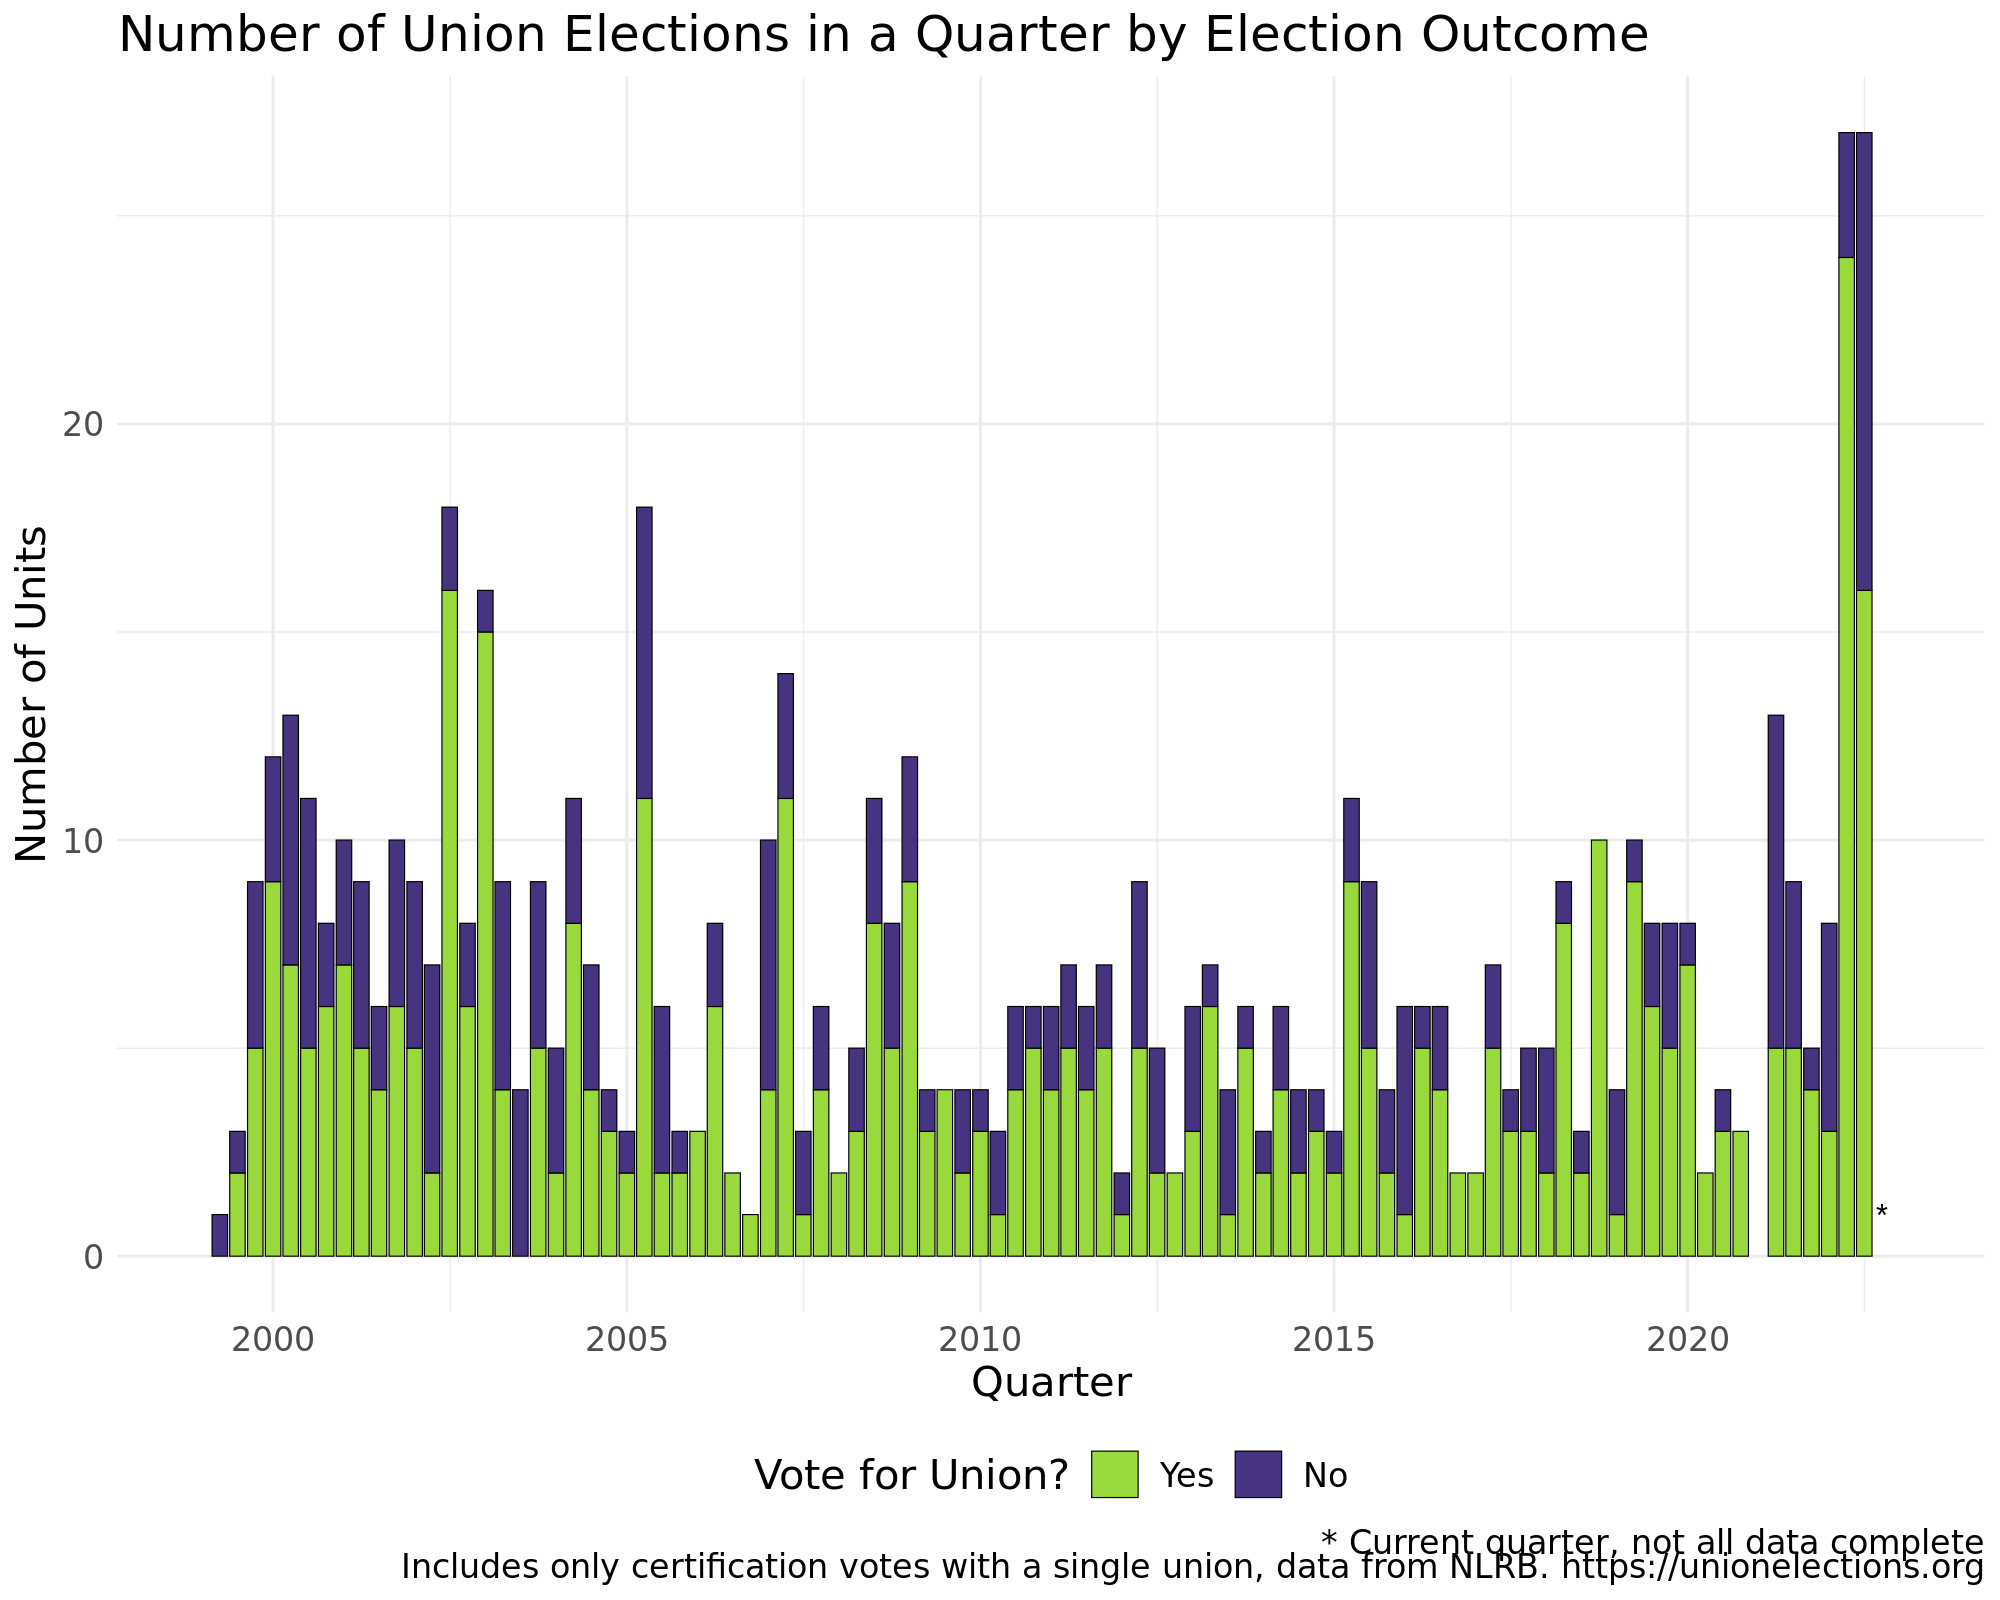 Number of Union Elections in a Quarter by Election Outcome
Number of Units
20
10
0
*
2000 2005 2010 2015 2020
Quarter
Vote for Union? Yes No
* Current quarter, not all data complete
Includes only certification votes with a single union, data from NLRB. https://unionelections.org